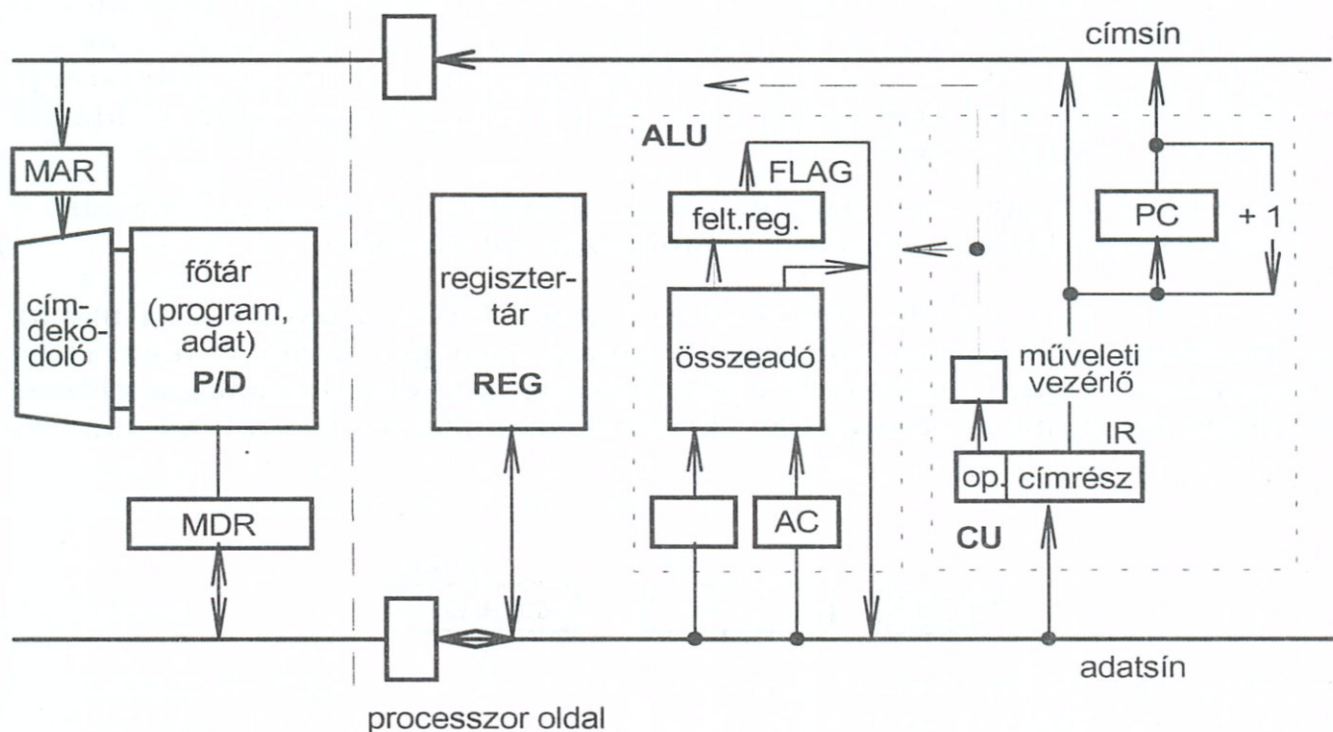 címsín
MAR
cím-
dekó-
doló
főtár
(program,
adat)
P/D
MDR
regiszter-
tár
REG
ALU
FLAG
felt.reg.
összeadó
AC
PC
+ 1
műveleti
vezérlő
IR
op.
címrész
CU
adatsín
processzor oldal